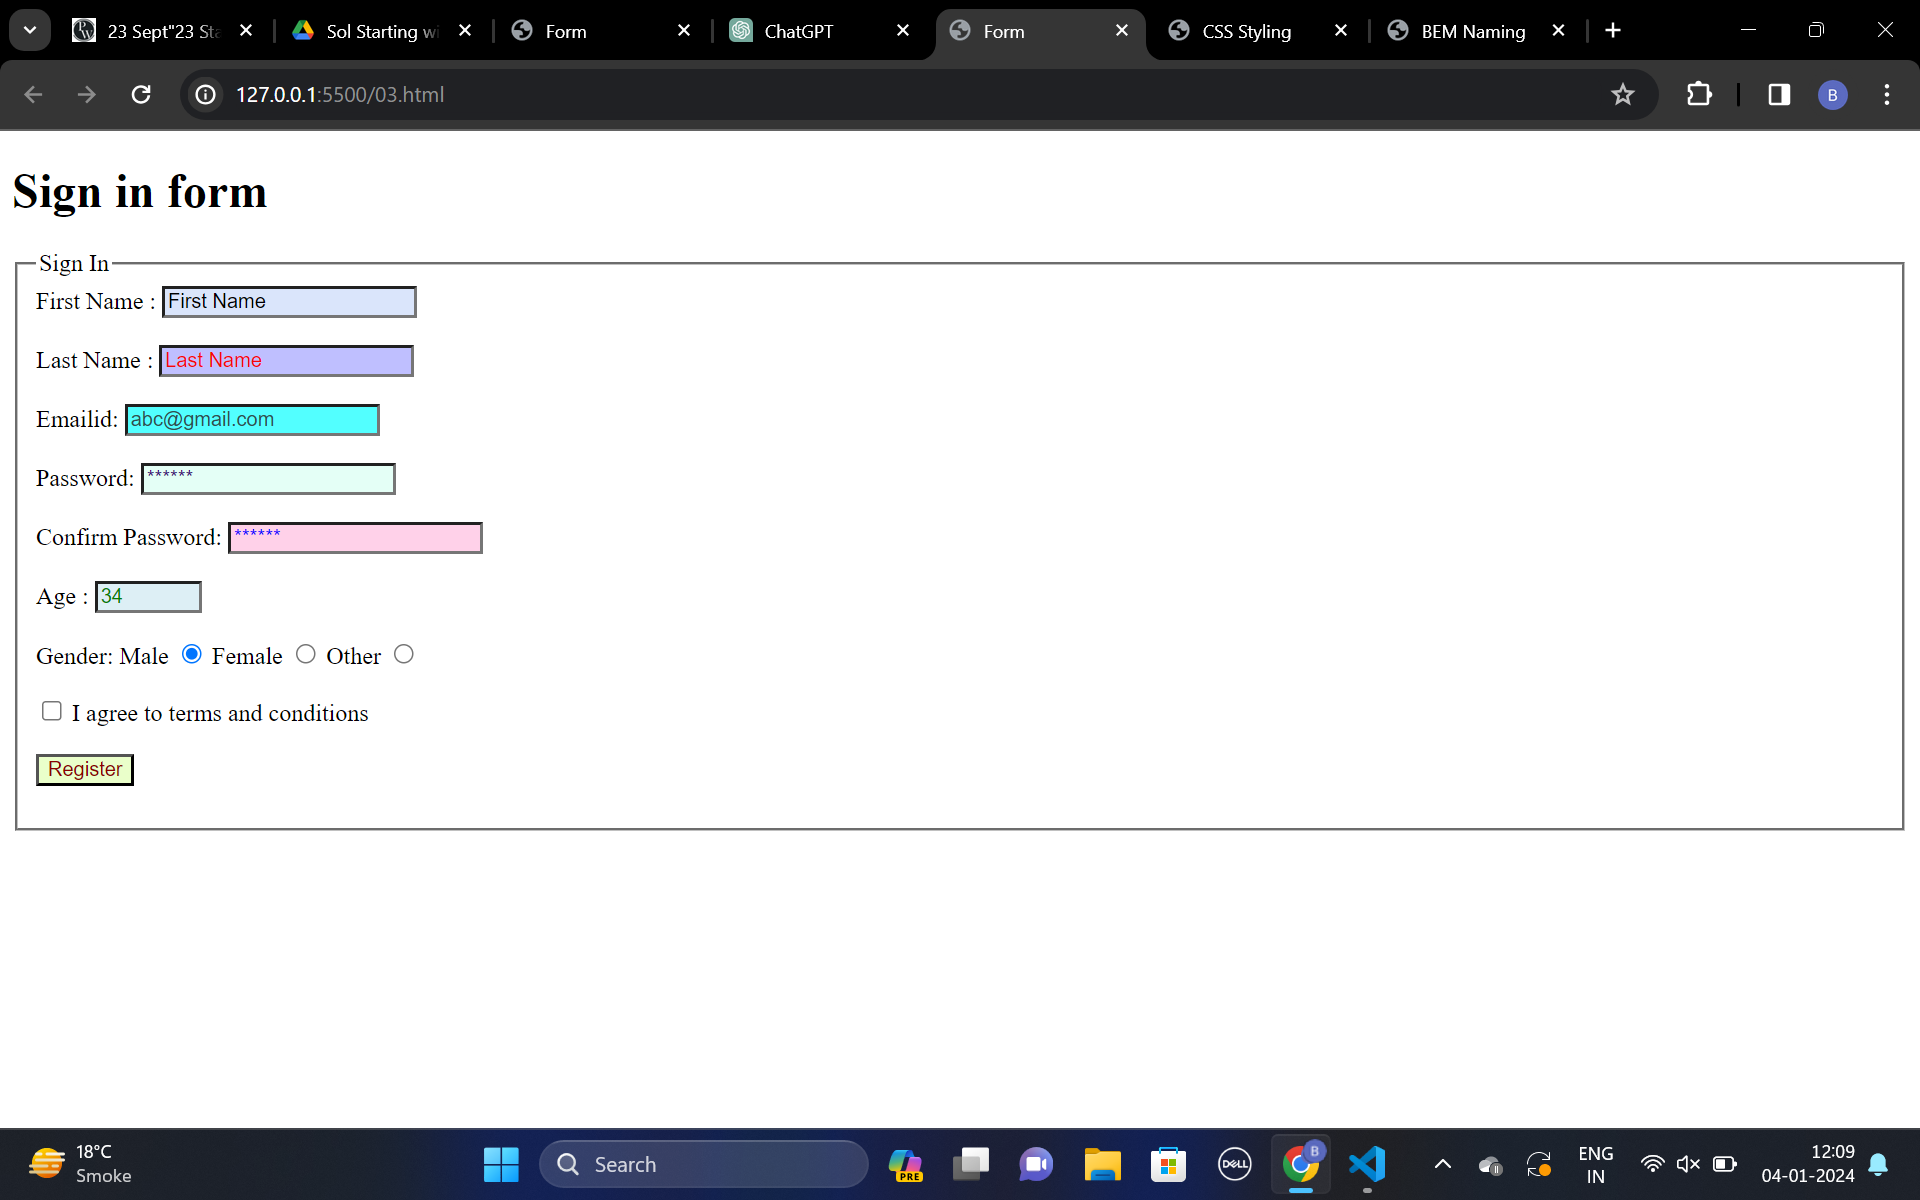 23 Sept"23 Sta
Sol Starting wi
Form
ChatGPT
Form
CSS Styling
BEM Naming
127.0.0.1:5500/03.html
B
Sign in form
Sign In
First Name : First Name
Last Name : Last Name
Emailid: abc@gmail.com
Password: ******
Confirm Password: ******
Age : 34
Gender: Male Female Other
I agree to terms and conditions
Register
18°C
Smoke
Search
PRE
DELL
B
ENG
IN
12:09
04-01-2024